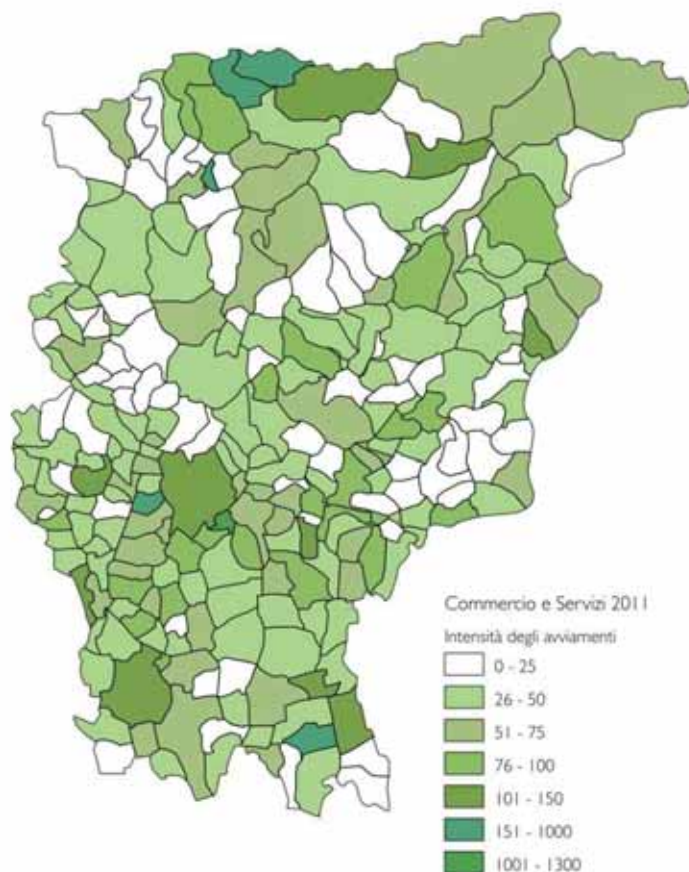 Commercio e Servizi 2011
Intensità degli avviamenti
0 - 25
26 - 50
51 - 75
76 - 100
101 - 150
151 - 1000
1001 - 1300